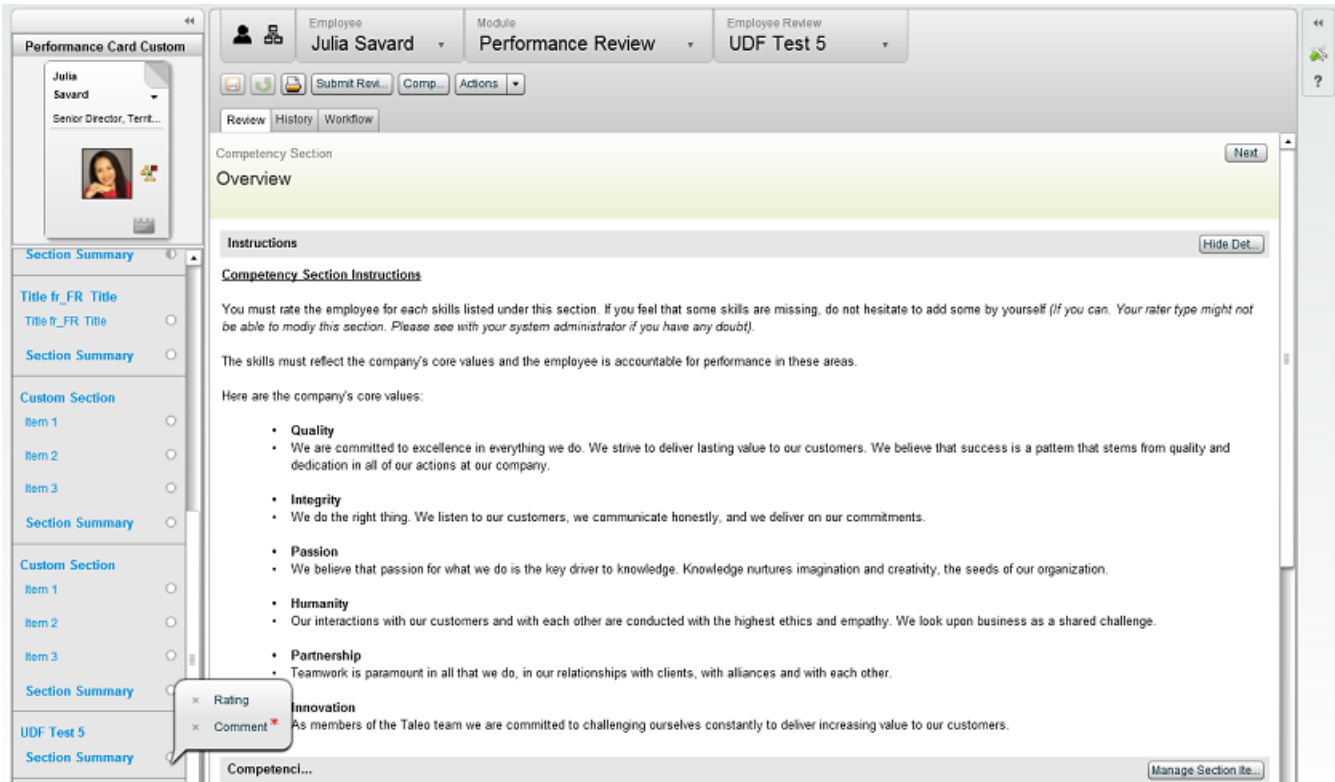 Performance Card Custom
Julia
Savard
Senior Director, Territ...
Section Summary
Title fr_FR Title
Title fr_FR Title
Section Summary
Custom Section
Item 1
Item 2
Item 3
Section Summary
Custom Section
Item 1
Item 2
Item 3
Section Summary
UDF Test 5
Section Summary
Rating
Comment*
Employee
Julia Savard
Module
Performance Review
Employee Review
UDF Test 5
Submit Revi...
Comp...
Actions
Review
History
Workflow
Competency Section
Next
Overview
Instructions
Hide Det...
Competency Section Instructions
You must rate the employee for each skills listed under this section. If you feel that some skills are missing, do not hesitate to add some by yourself (If you can. Your rater type might not
be able to modiy this section. Please see with your system administrator if you have any doubt).
The skills must reflect the company's core values and the employee is accountable for performance in these areas.
Here are the company's core values:
• Quality
• We are committed to excellence in everything we do. We strive to deliver lasting value to our customers. We believe that success is a pattern that stems from quality and
dedication in all of our actions at our company.
• Integrity
• We do the right thing. We listen to our customers, we communicate honestly, and we deliver on our commitments.
• Passion
• We believe that passion for what we do is the key driver to knowledge. Knowledge nurtures imagination and creativity, the seeds of our organization.
• Humanity
• Our interactions with our customers and with each other are conducted with the highest ethics and empathy. We look upon business as a shared challenge.
• Partnership
• Teamwork is paramount in all that we do, in our relationships with clients, with alliances and with each other.
Innovation
As members of the Taleo team we are committed to challenging ourselves constantly to deliver increasing value to our customers.
Competenci...
Manage Section Ite...
?